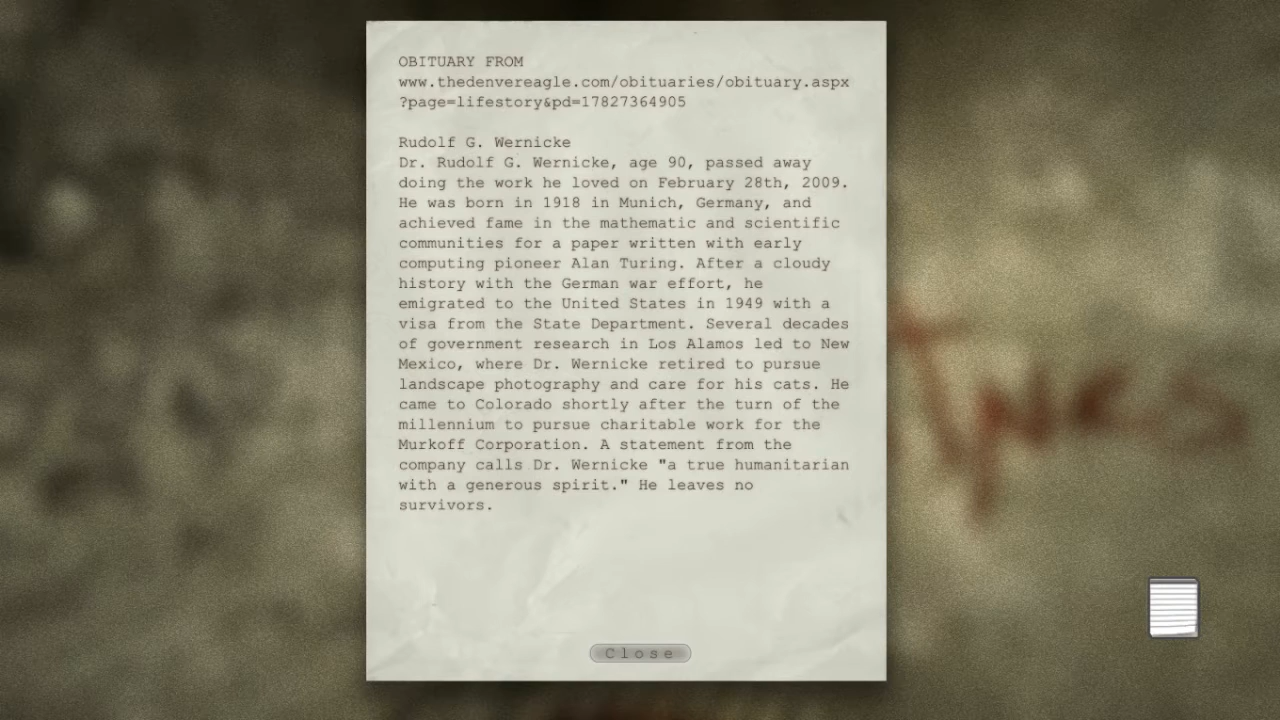 OBITUARY FROM
www.thedenvereagle.com/obituaries/obituary.aspx
?page=lifestory&pd=17827364905
Rudolf G. Wernicke
Dr. Rudolf G. Wernicke, age 90, passed away
doing the work he loved on February 28th, 2009.
He was born in 1918 in Munich, Germany, and
achieved fame in the mathematic and scientific
communities for a paper written with early
computing pioneer Alan Turing. After a cloudy
history with the German war effort, he
emigrated to the United States in 1949 with a
visa from the State Department. Several decades
of government research in Los Alamos led to New
Mexico, where Dr. Wernicke retired to pursue
landscape photography and care for his cats. He
came to Colorado shortly after the turn of the
millennium to pursue charitable work for the
Murkoff Corporation. A statement from the
company calls Dr. Wernicke "a true humanitarian
with a generous spirit." He leaves no
survivors.
Close